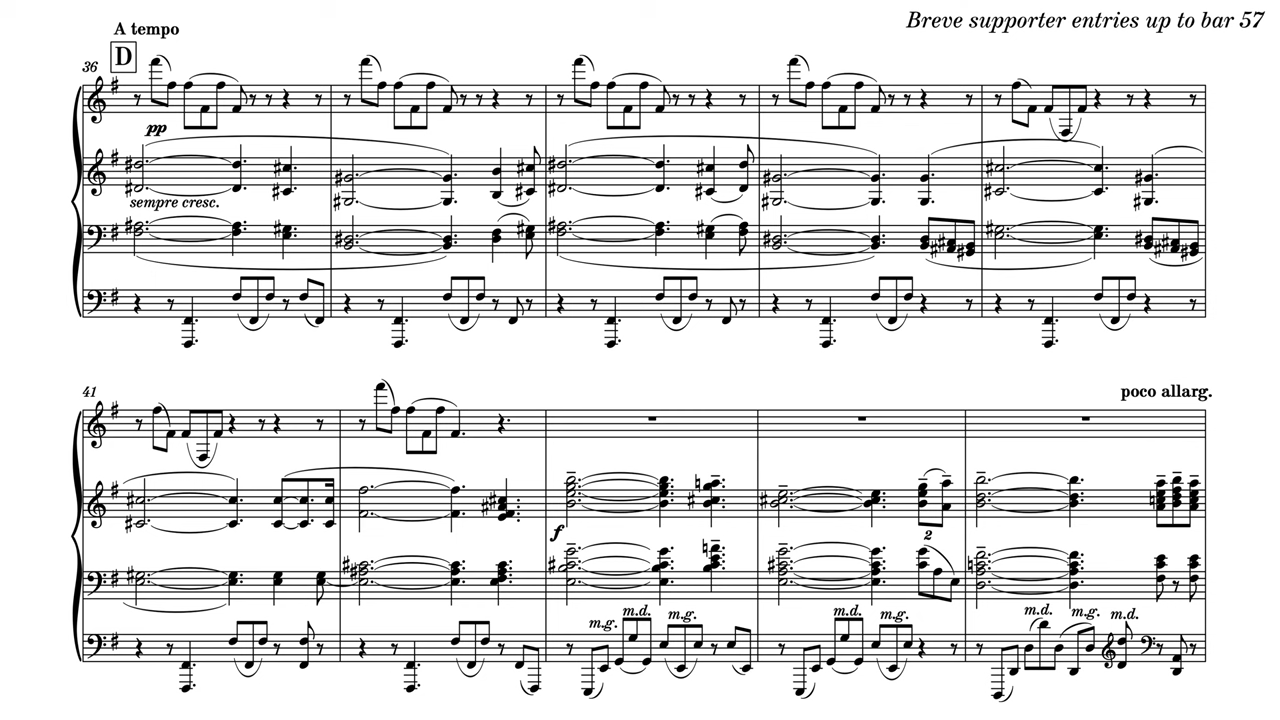 Breve supporter entries up to bar 57
A tempo
D
36
pp
sempre cresc.
41
poco allarg.
f
2
m.g. m.d. m.g. m.d. m.g. m.d. m.g. m.d.